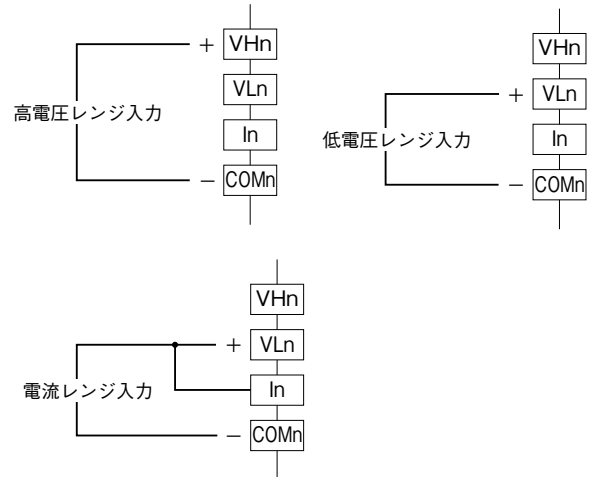 + VHn
VLn
高電圧レンジ入力
In
− COMn
VHn
+ VLn
低電圧レンジ入力
In
− COMn
VHn
+ VLn
電流レンジ入力
In
− COMn